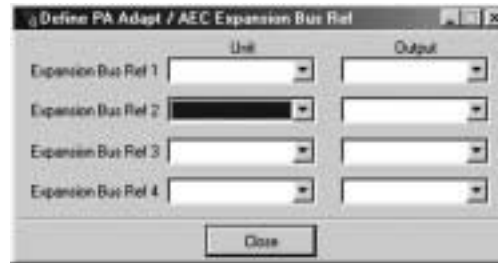 Define PA Adapt / AEC Expansion Bus Ref
Unit Output
Expansion Bus Ref 1
Expansion Bus Ref 2
Expansion Bus Ref 3
Expansion Bus Ref 4
Close